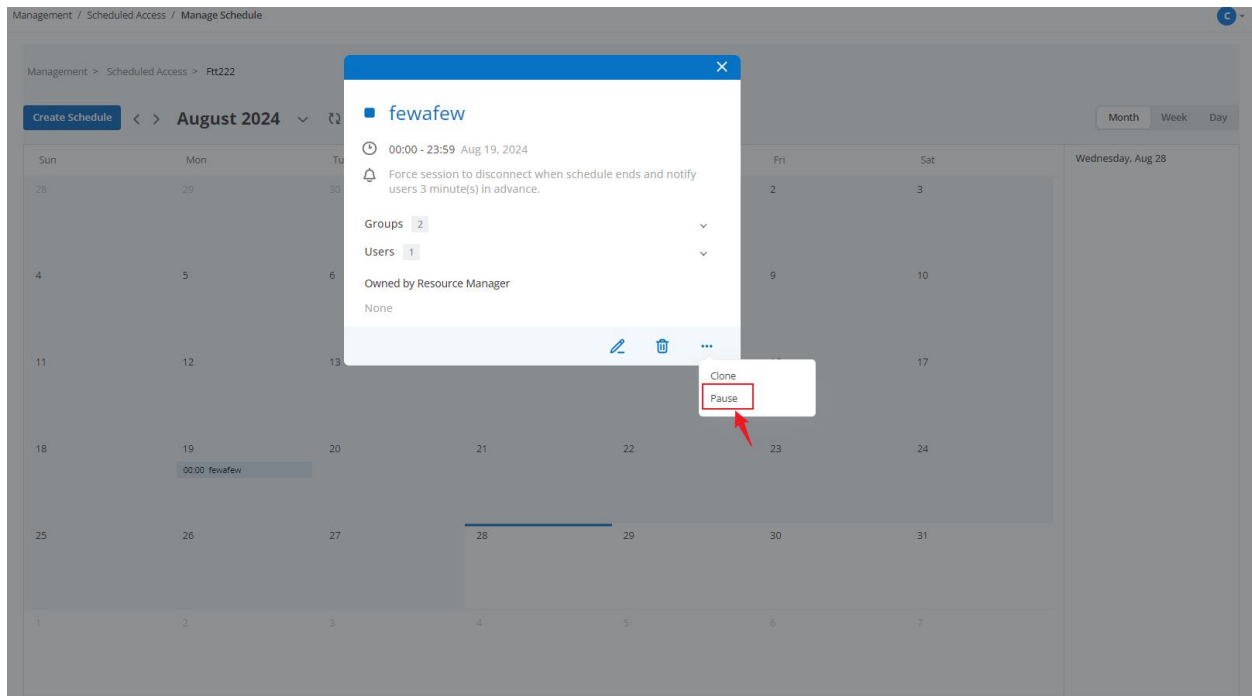 Management / Scheduled Access / Manage Schedule
C
Management > Scheduled Access > Ftt222
Create Schedule < > August 2024
Month Week Day
fewafew
00:00 - 23:59 Aug 19, 2024
Force session to disconnect when schedule ends and notify
users 3 minute(s) in advance.
Groups 2
Users 1
Owned by Resource Manager
None
Clone
Pause
Sun Mon Tu Fri Sat
Wednesday, Aug 28
28 29 30 2 3
4 5 6 9 10
11 12 13 17
18 19 20 21 22 23 24
00:00 fewafew
25 26 27 28 29 30 31
1 2 3 4 5 6 7